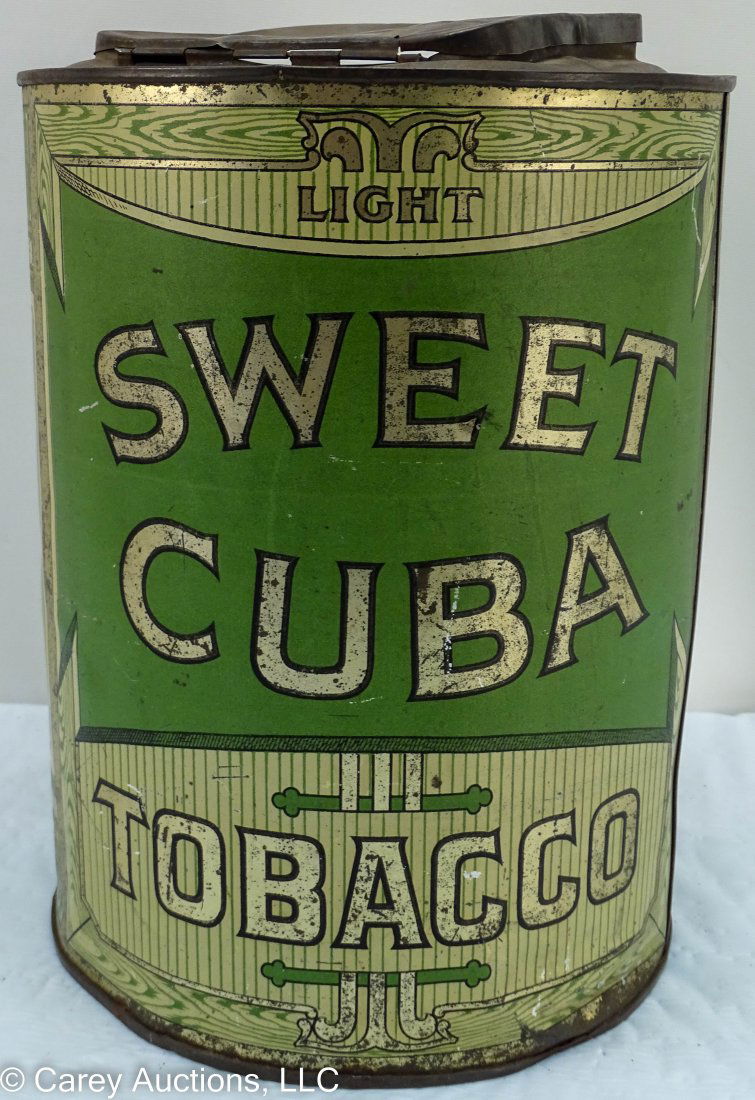 LIGHT
SWEET
CUBA
TOBACCO
© Carey Auctions, LLC